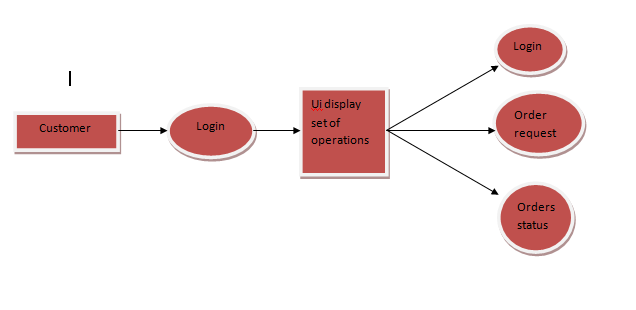 Customer
Login
Ui display
set of
operations
Login
Order
request
Orders
status